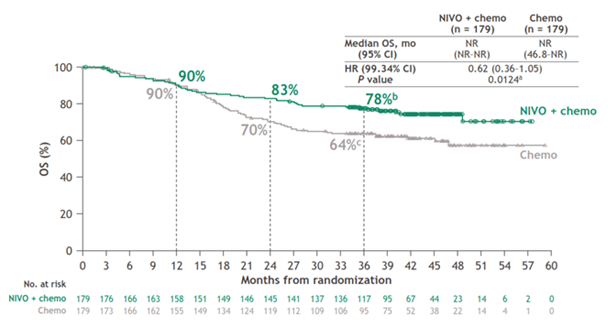 NIVO + chemo Chemo
(n = 179) (n = 179)
Median OS, mo NR NR
(95% CI) (NR-NR) (46.8-NR)
HR (99.34% CI) 0.62 (0.36-1.05)
P value 0.0124a
OS (%)
100
80
60
40
20
0
90%
90%
83%
70%
78%b
64%c
NIVO + chemo
Chemo
0 3 6 9 12 15 18 21 24 27 30 33 36 39 42 45 48 51 54 57 60
Months from randomization
No. at risk
NIVO + chemo 179 176 166 163 158 151 149 146 145 141 137 136 117 95 67 44 23 14 6 2 0
Chemo 179 173 166 162 155 149 134 124 119 112 109 106 95 75 52 38 22 14 4 1 0